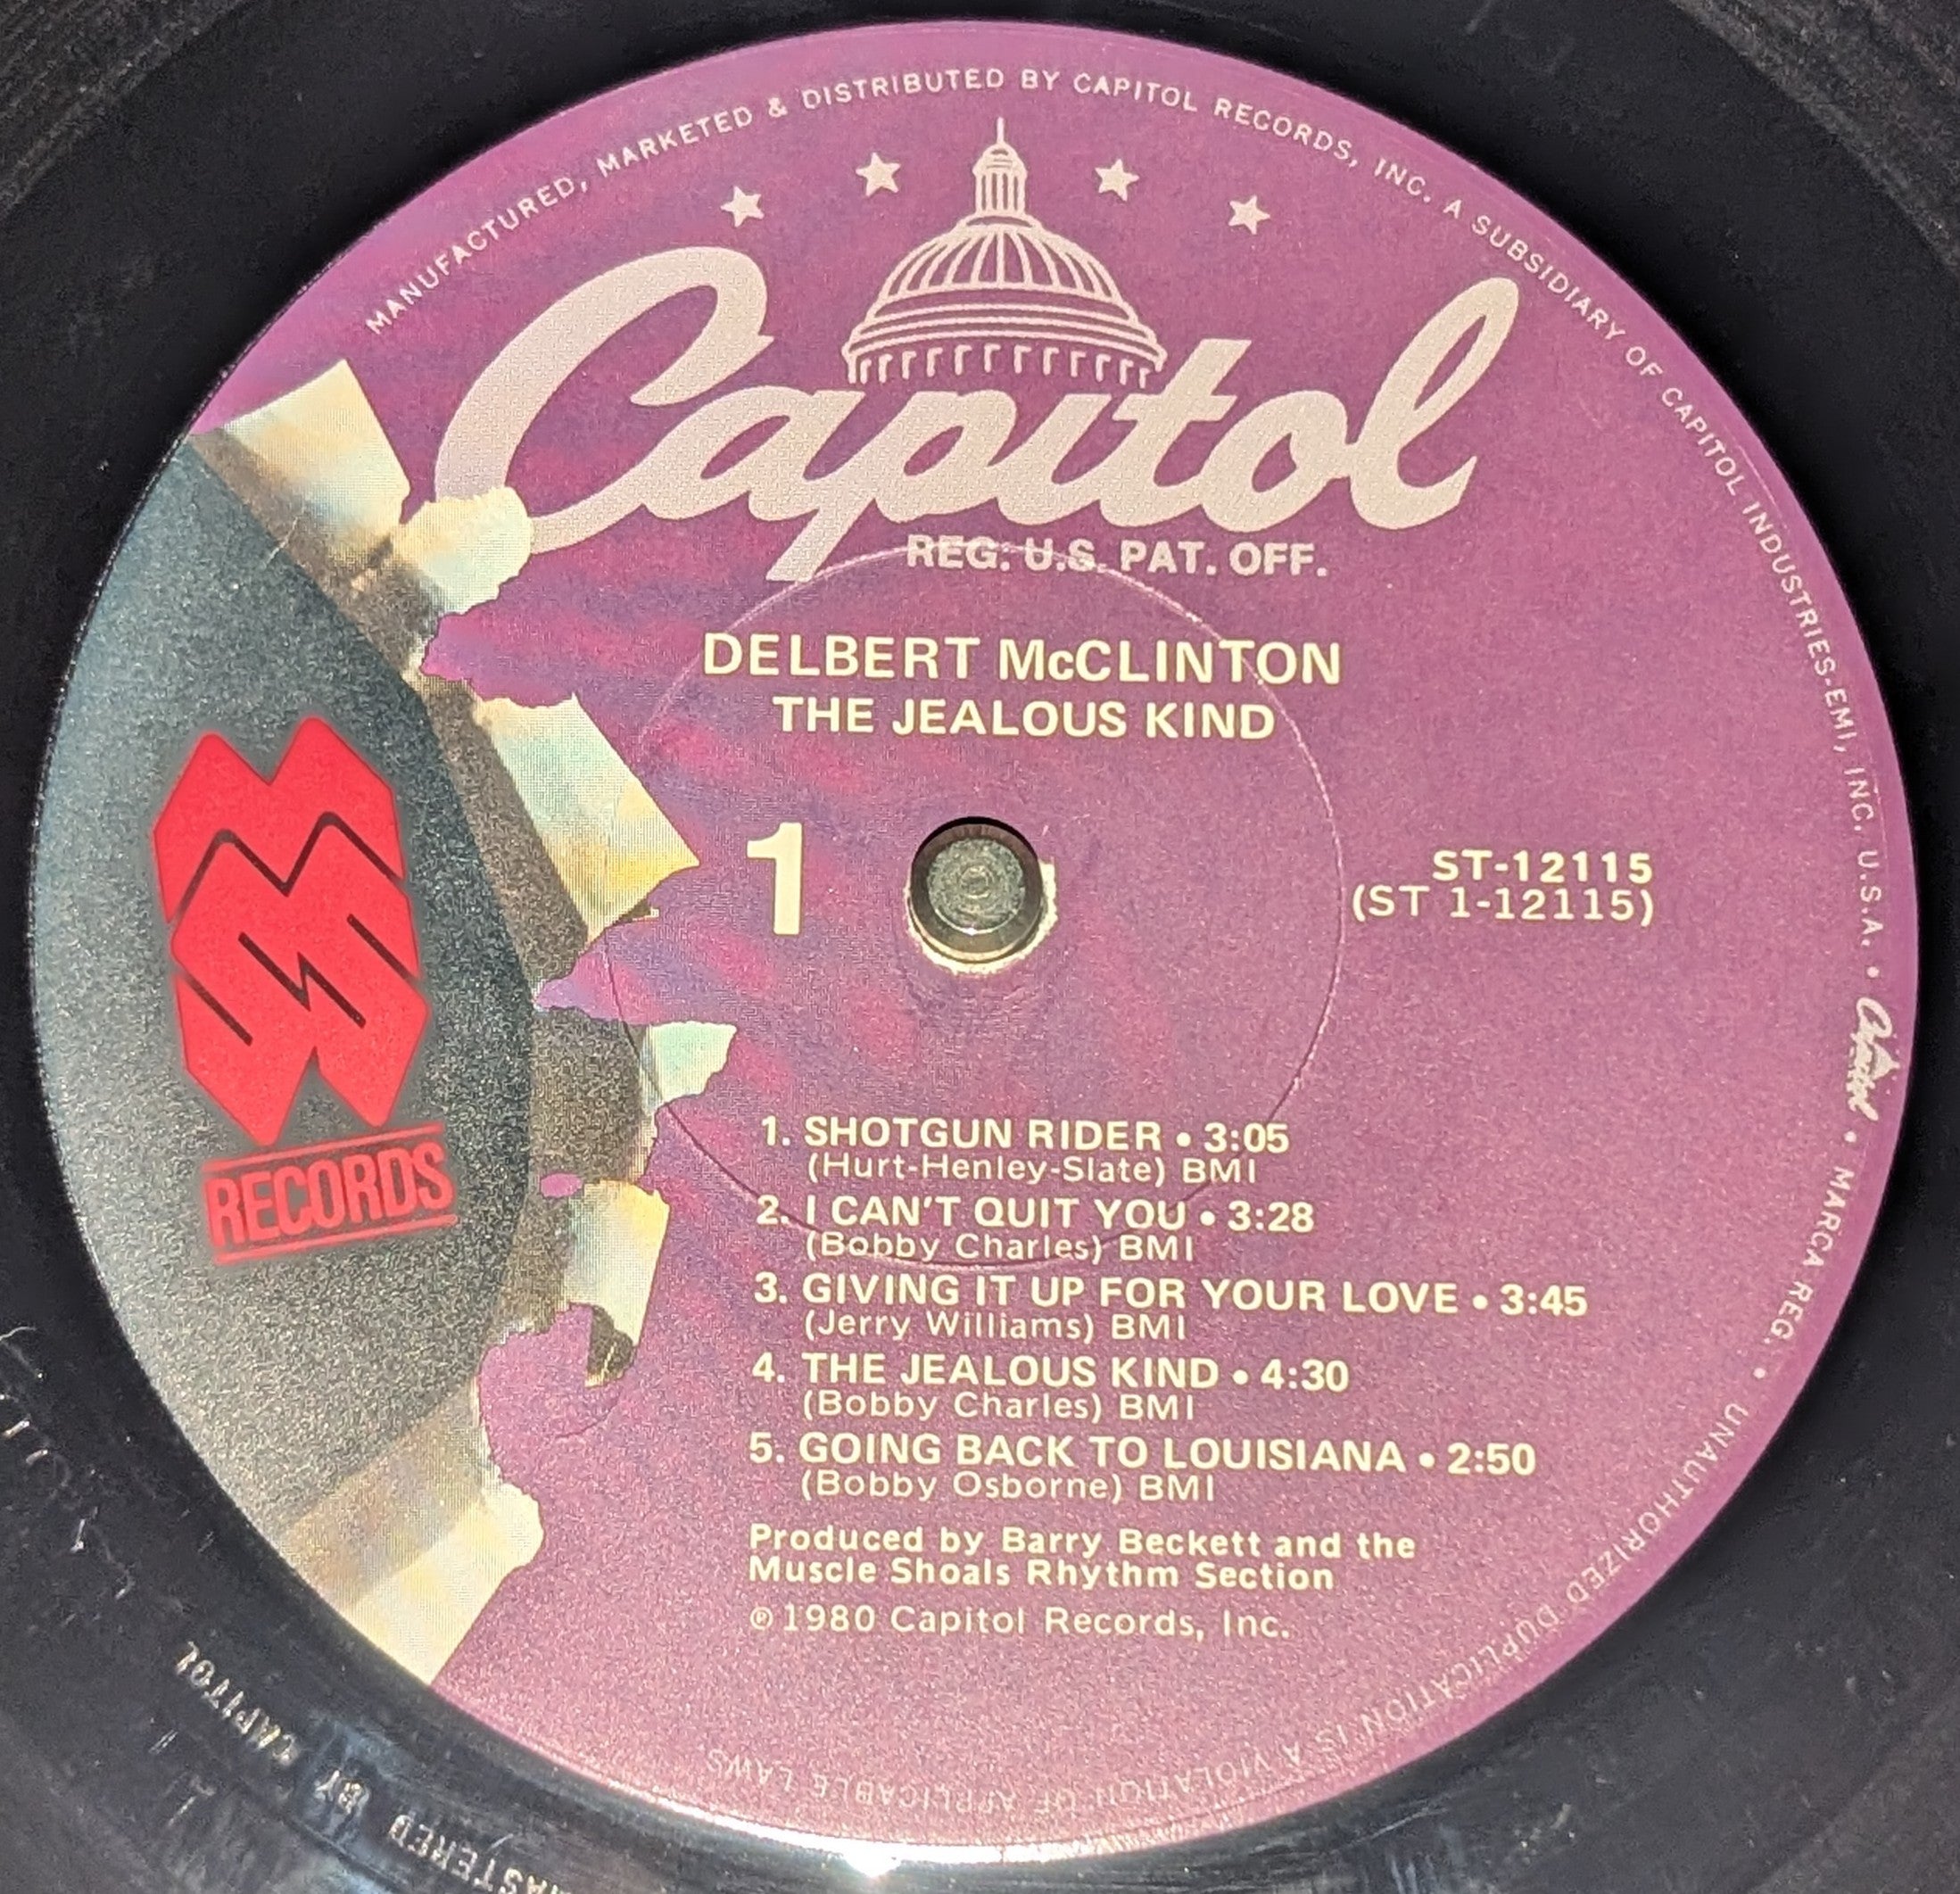 MANUFACTURED, MARKETED & DISTRIBUTED BY CAPITOL RECORDS, INC. A SUBSIDIARY OF CAPITOL INDUSTRIES-EMI, INC. U.S.A. • Capitol • MARCA REG. • UNAUTHORIZED DUPLICATION IS A VIOLATION OF APPLICABLE LAWS
Capitol
REG. U.S. PAT. OFF.
DELBERT McCLINTON
THE JEALOUS KIND
1
ST-12115
(ST 1-12115)
RECORDS
1. SHOTGUN RIDER • 3:05
(Hurt-Henley-Slate) BMI
2. I CAN'T QUIT YOU • 3:28
(Bobby Charles) BMI
3. GIVING IT UP FOR YOUR LOVE • 3:45
(Jerry Williams) BMI
4. THE JEALOUS KIND • 4:30
(Bobby Charles) BMI
5. GOING BACK TO LOUISIANA • 2:50
(Bobby Osborne) BMI
Produced by Barry Beckett and the
Muscle Shoals Rhythm Section
℗ 1980 Capitol Records, Inc.
MASTERED BY CAPITOL